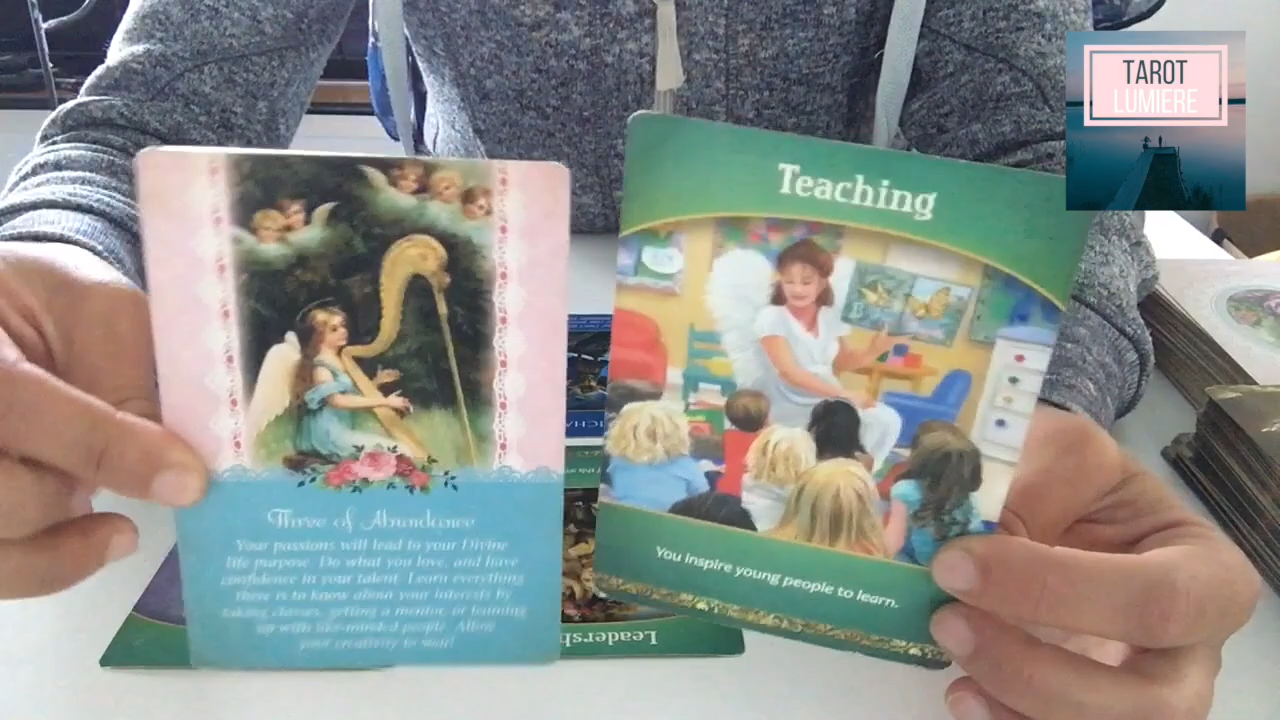 TAROT
LUMIERE
Teaching
Three of Abundance
Your passions will lead to your Divine
life purpose. Do what you love, and have
confidence in your talent. Learn everything
there is to know about your interests by
taking classes, getting a mentor, or teaming
up with like-minded people. Allow
your creativity to soar!
You inspire young people to learn.
MICHA
Leadersh